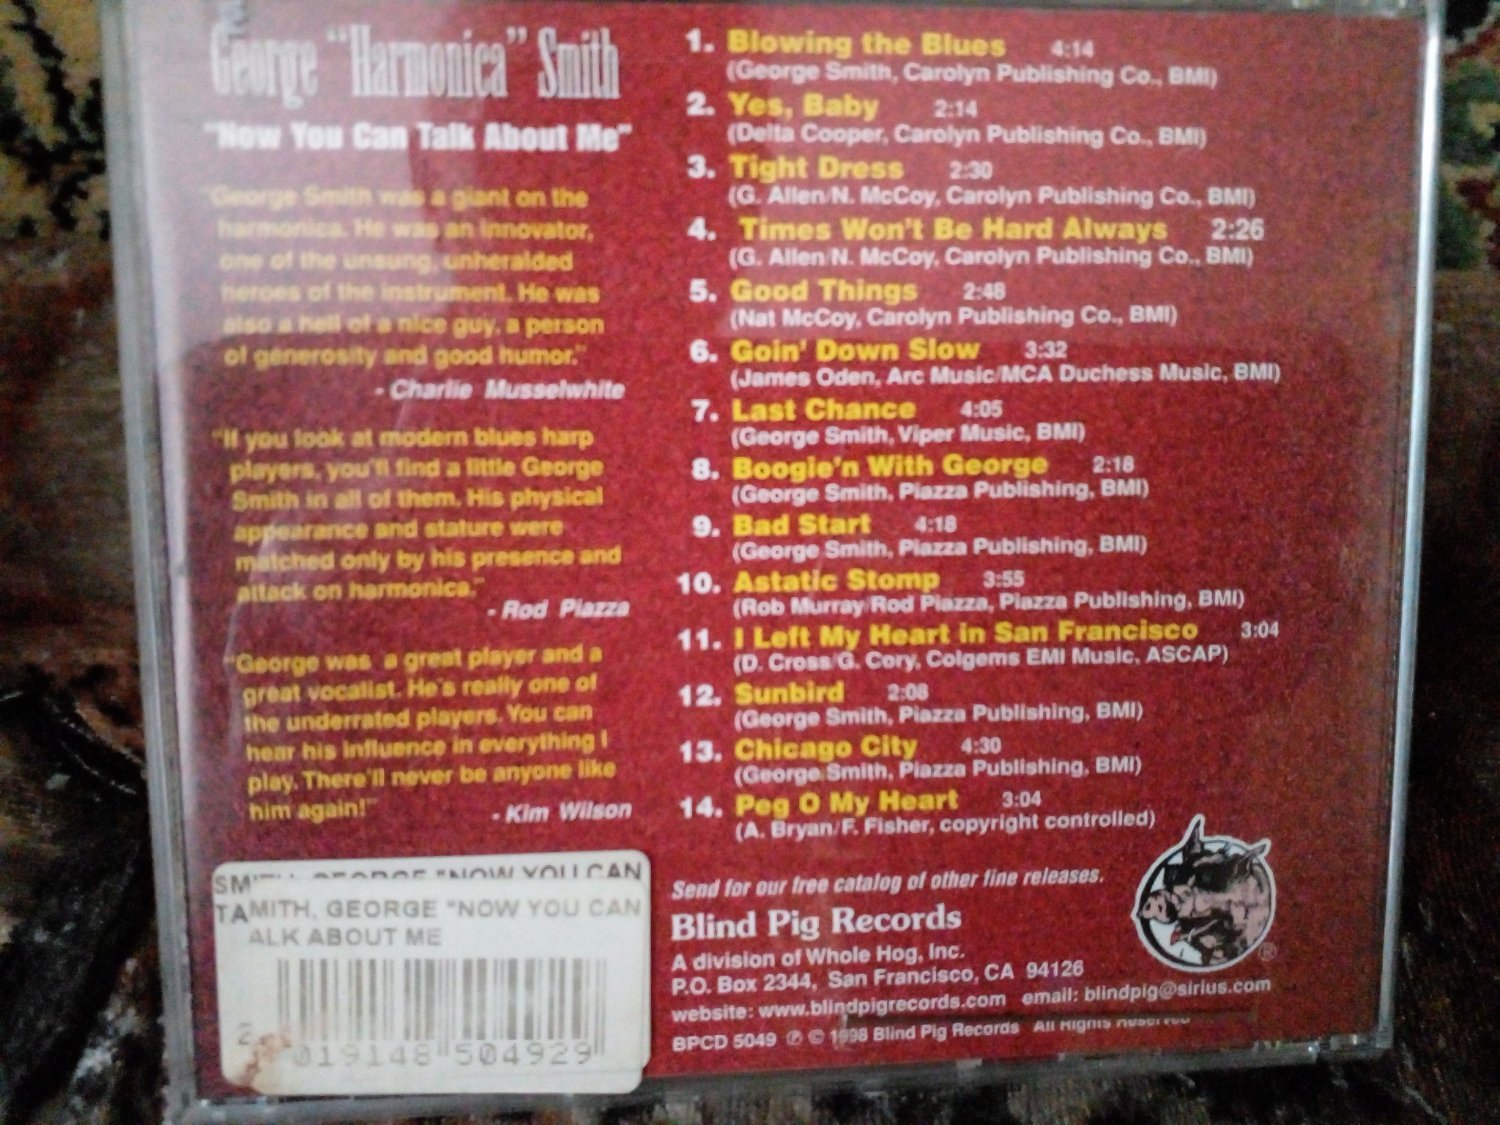 George "Harmonica" Smith
"Now You Can Talk About Me"
"George Smith was a giant on the
harmonica. He was an innovator,
one of the unsung, unheralded
heroes of the instrument. He was
also a hell of a nice guy, a person
of generosity and good humor."
- Charlie Musselwhite
"If you look at modern blues harp
players, you'll find a little George
Smith in all of them. His physical
appearance and stature were
matched only by his presence and
attack on harmonica."
- Rod Piazza
"George was a great player and a
great vocalist. He's really one of
the underrated players. You can
hear his influence in everything I
play. There'll never be anyone like
him again!"
- Kim Wilson
1. Blowing the Blues 4:14
(George Smith, Carolyn Publishing Co., BMI)
2. Yes, Baby 2:14
(Delta Cooper, Carolyn Publishing Co., BMI)
3. Tight Dress 2:30
(G. Allen/N. McCoy, Carolyn Publishing Co., BMI)
4. Times Won't Be Hard Always 2:26
(G. Allen/N. McCoy, Carolyn Publishing Co., BMI)
5. Good Things 2:48
(Nat McCoy, Carolyn Publishing Co., BMI)
6. Goin' Down Slow 3:32
(James Oden, Arc Music/MCA Duchess Music, BMI)
7. Last Chance 4:05
(George Smith, Viper Music, BMI)
8. Boogie'n With George 2:18
(George Smith, Piazza Publishing, BMI)
9. Bad Start 4:18
(George Smith, Piazza Publishing, BMI)
10. Astatic Stomp 3:55
(Rob Murray/Rod Piazza, Piazza Publishing, BMI)
11. I Left My Heart in San Francisco 3:04
(D. Cross/G. Cory, Colgems EMI Music, ASCAP)
12. Sunbird 2:08
(George Smith, Piazza Publishing, BMI)
13. Chicago City 4:30
(George Smith, Piazza Publishing, BMI)
14. Peg O My Heart 3:04
(A. Bryan/F. Fisher, copyright controlled)
SMITH, GEORGE "NOW YOU CAN
TAMITH, GEORGE "NOW YOU CAN
ALK ABOUT ME
2 019148 504929
Send for our free catalog of other fine releases.
Blind Pig Records
A division of Whole Hog, Inc.
P.O. Box 2344, San Francisco, CA 94126
website: www.blindpigrecords.com email: blindpig@sirius.com
BPCD 5049 ℗ © 1998 Blind Pig Records All Rights Reserved
®